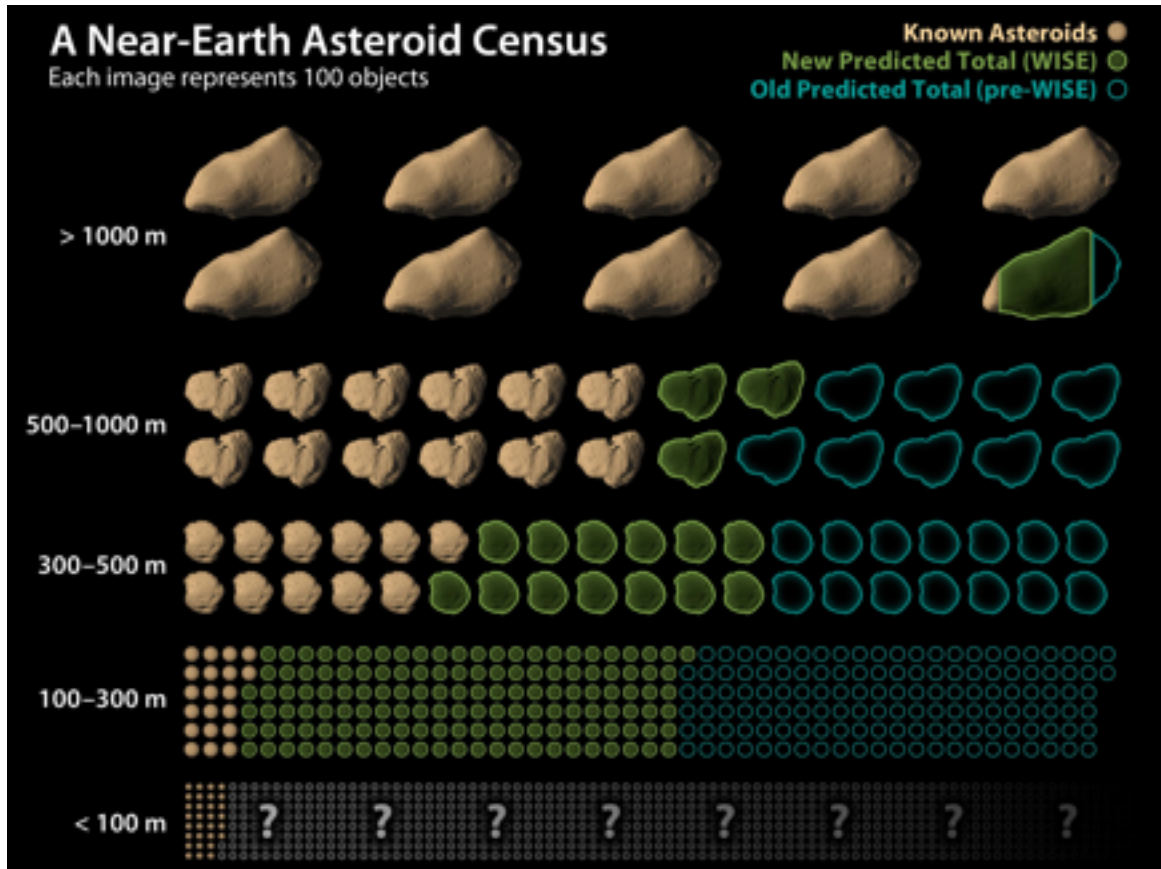 A Near-Earth Asteroid Census
Each image represents 100 objects
Known Asteroids
New Predicted Total (WISE)
Old Predicted Total (pre-WISE)
> 1000 m
500–1000 m
300–500 m
100–300 m
< 100 m
? ? ? ? ? ? ? ?